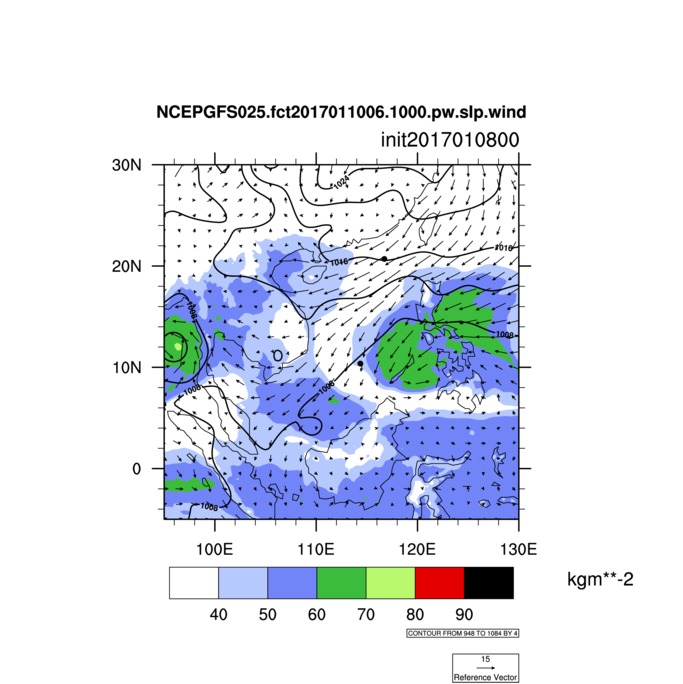 NCEPGFS025.fct2017011006.1000.pw.slp.wind
init2017010800
30N
1024
1016
1016
20N
1008
1008
10N
1008
1008
0
1008
100E 110E 120E 130E
kgm**-2
40 50 60 70 80 90
CONTOUR FROM 948 TO 1084 BY 4
15
Reference Vector